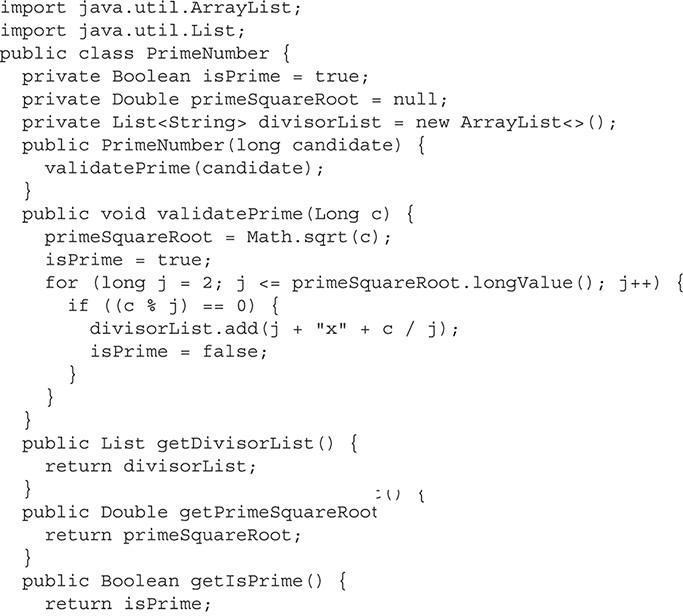 import java.util.ArrayList;
import java.util.List;
public class PrimeNumber {
  private Boolean isPrime = true;
  private Double primeSquareRoot = null;
  private List<String> divisorList = new ArrayList<>();
  public PrimeNumber(long candidate) {
    validatePrime(candidate);
  }
  public void validatePrime(Long c) {
    primeSquareRoot = Math.sqrt(c);
    isPrime = true;
    for (long j = 2; j <= primeSquareRoot.longValue(); j++) {
      if ((c % j) == 0) {
        divisorList.add(j + "x" + c / j);
        isPrime = false;
      }
    }
  }
  public List getDivisorList() {
    return divisorList;
  }
  public Double getPrimeSquareRoot() {
    return primeSquareRoot;
  }
  public Boolean getIsPrime() {
    return isPrime;